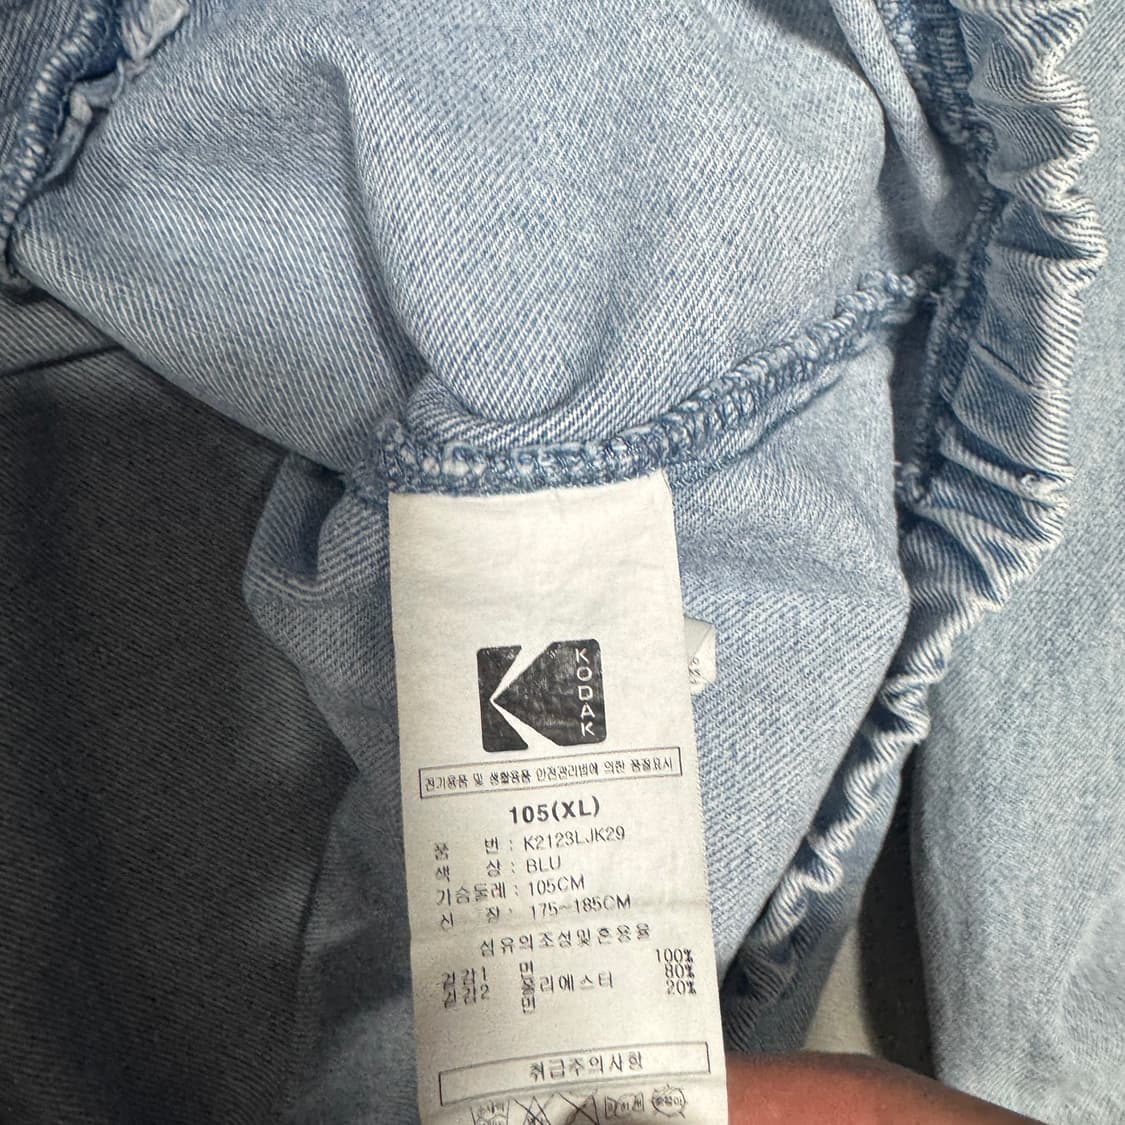 KODAK
전기용품 및 생활용품 안전관리법에 의한 품질표시
105(XL)
품 번 : K2123LJK29
색 상 : BLU
가슴둘레 : 105CM
신 장 : 175~185CM
섬유의조성및혼용율
겉감1 면 100%
겉감2 폴리에스터 80%
면 20%
취급주의사항